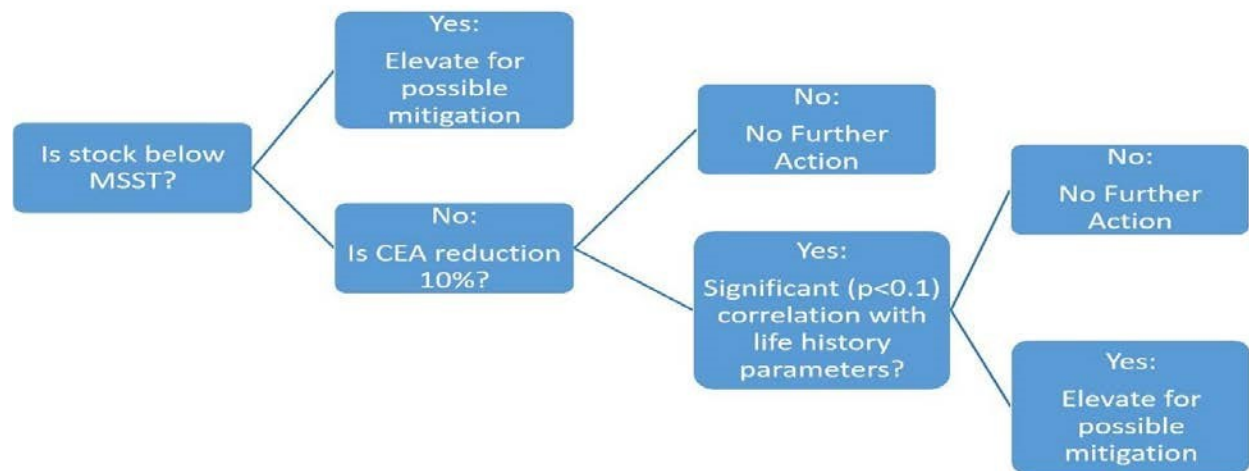 Is stock below
MSST?
Yes:
Elevate for
possible
mitigation
No:
Is CEA reduction
10%?
No:
No Further
Action
Yes:
Significant (p<0.1)
correlation with
life history
parameters?
No:
No Further
Action
Yes:
Elevate for
possible
mitigation